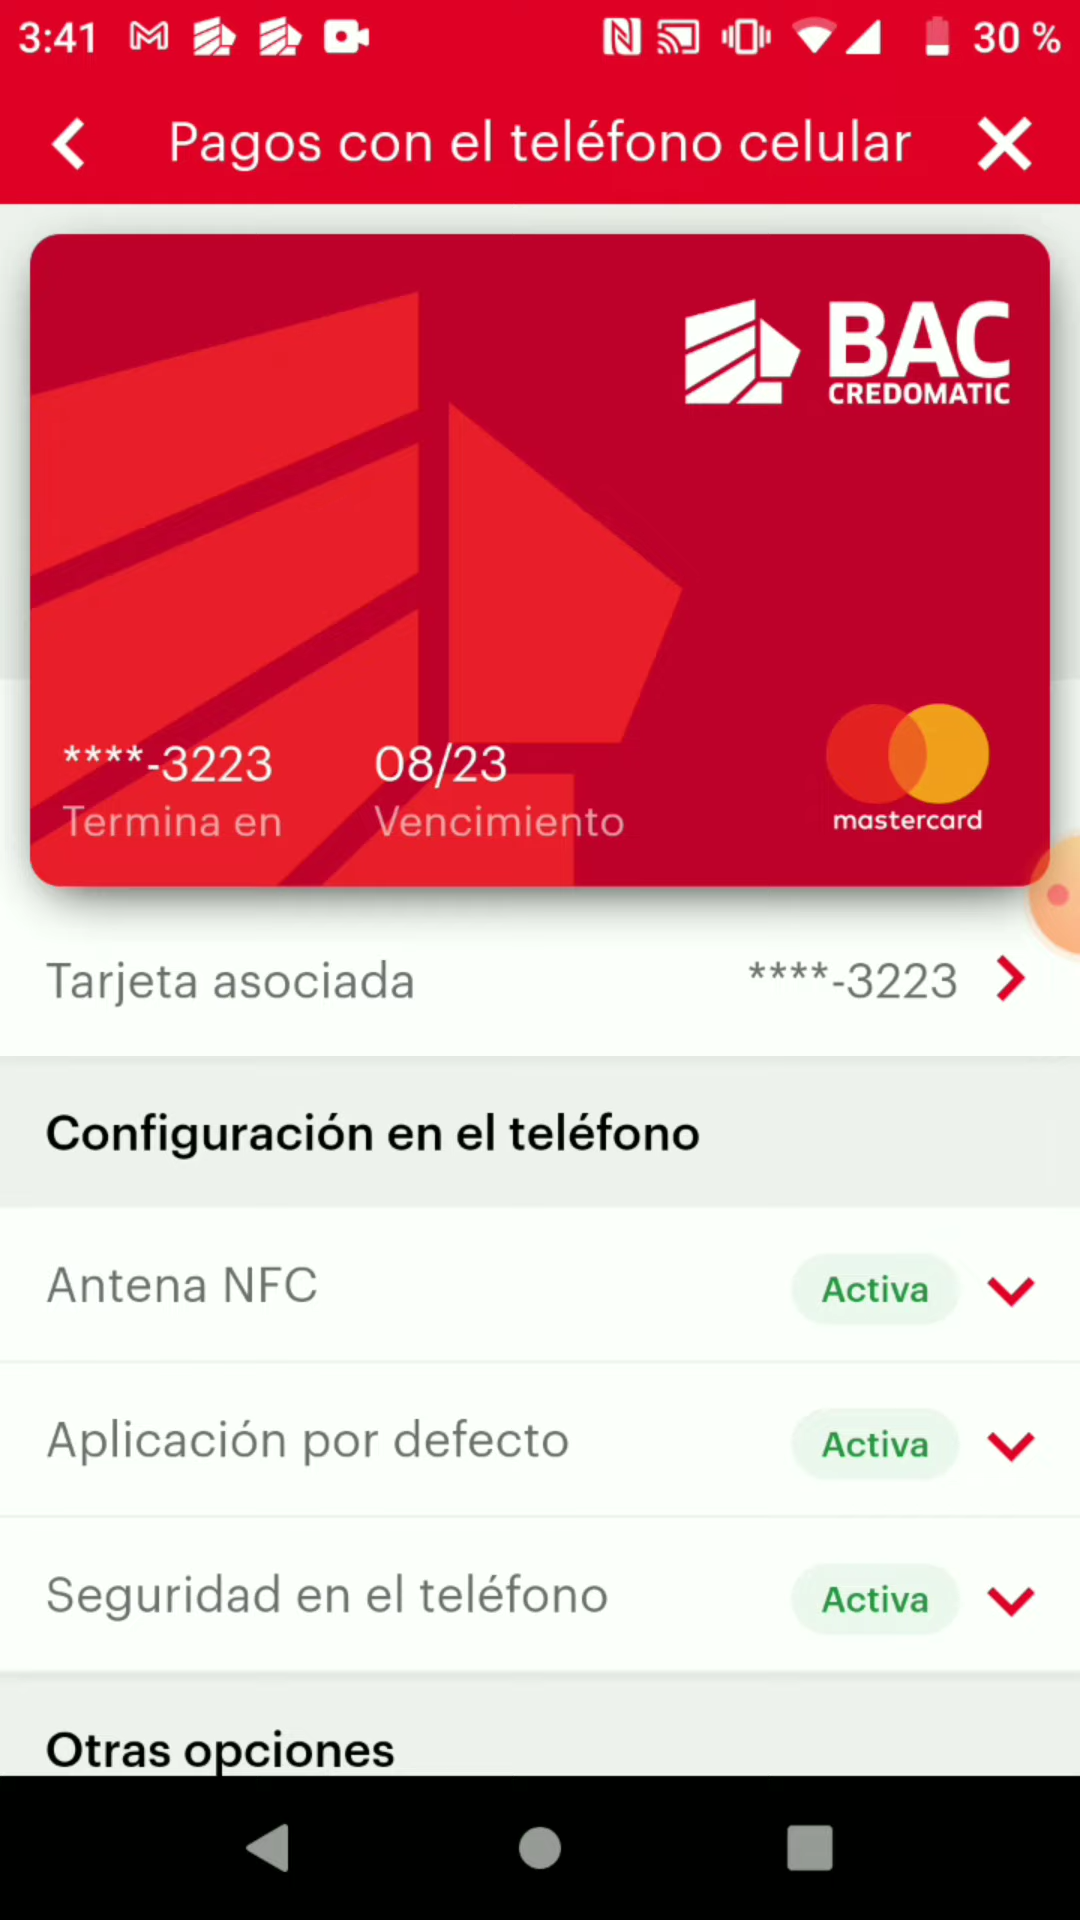 3:41
30 %
Pagos con el teléfono celular
BAC
CREDOMATIC
****-3223
08/23
Termina en
Vencimiento
mastercard
Tarjeta asociada
****-3223
Configuración en el teléfono
Antena NFC
Activa
Aplicación por defecto
Activa
Seguridad en el teléfono
Activa
Otras opciones